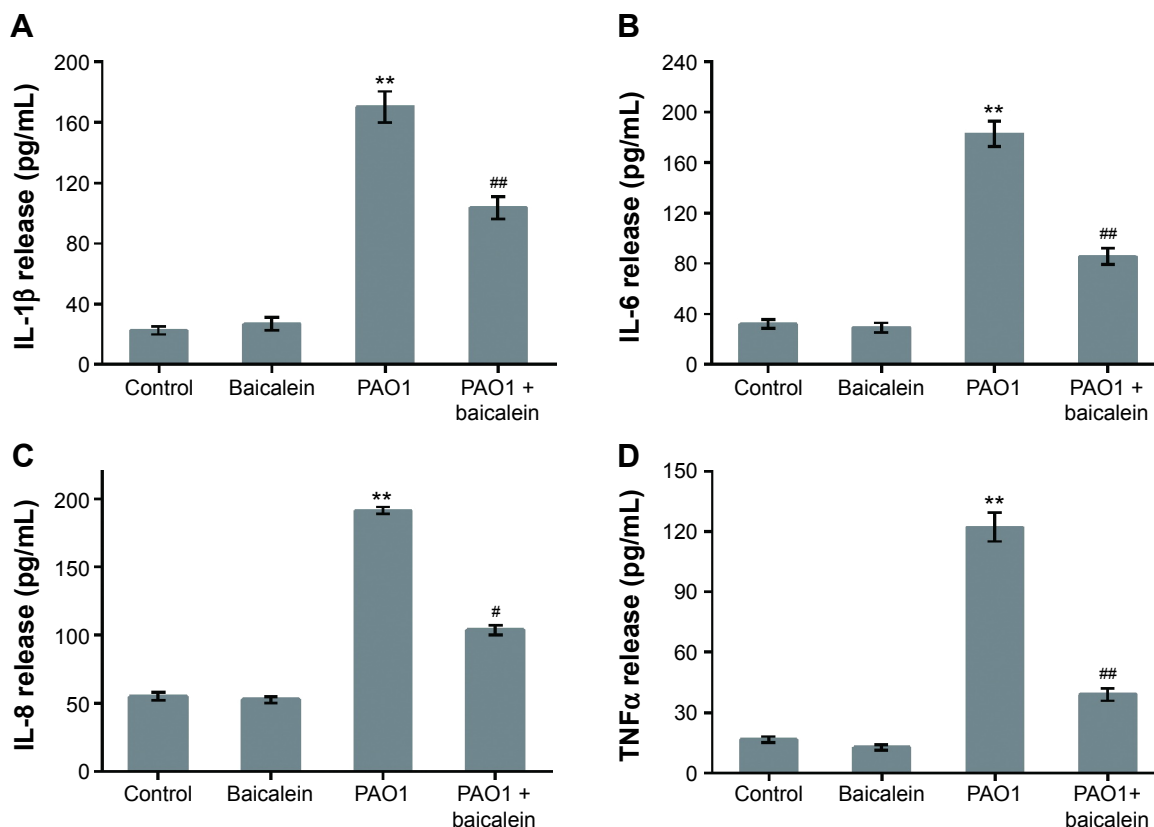 A
IL-1β release (pg/mL)
200
160
120
80
40
0
**
##
Control
Baicalein
PAO1
PAO1 +
baicalein
B
IL-6 release (pg/mL)
240
200
160
120
80
40
0
**
##
Control
Baicalein
PAO1
PAO1 +
baicalein
C
IL-8 release (pg/mL)
200
150
100
50
0
**
#
Control
Baicalein
PAO1
PAO1 +
baicalein
D
TNFα release (pg/mL)
150
120
90
60
30
0
**
##
Control
Baicalein
PAO1
PAO1+
baicalein